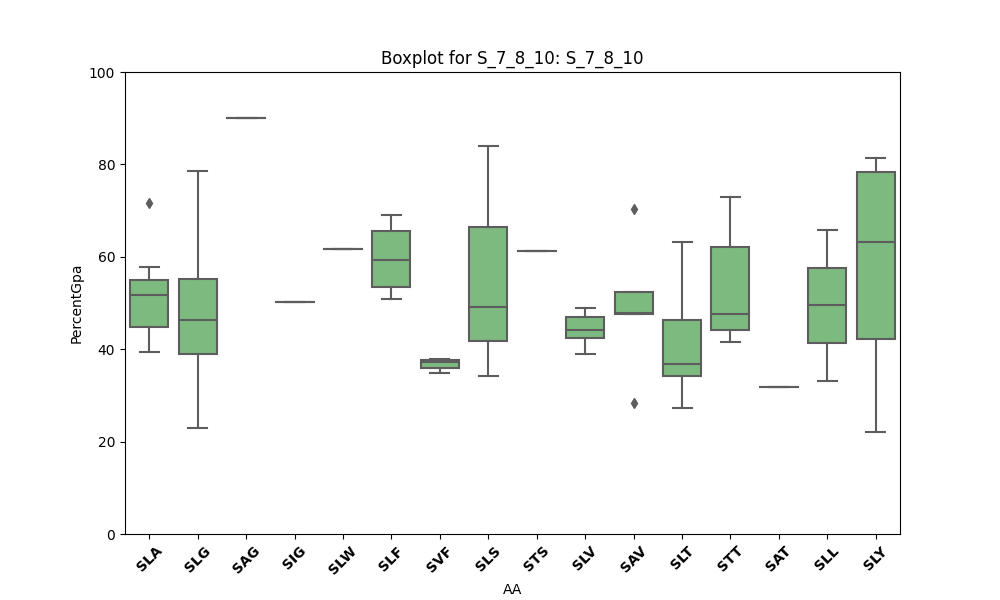 Boxplot for S_7_8_10: S_7_8_10
100
80
60
40
20
0
PercentGpa
SLA SLG SAG SIG SLW SLF SVF SLS STS SLV SAV SLT STT SAT SLL SLY
AA